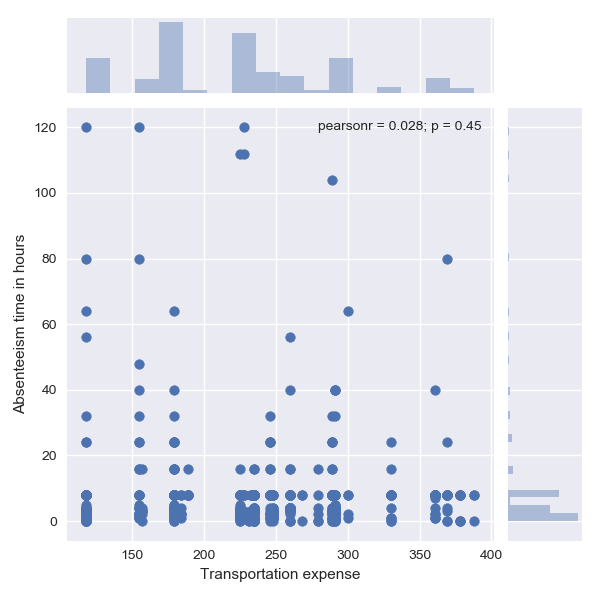 pearsonr = 0.028; p = 0.45
120
100
80
60
40
20
0
Absenteeism time in hours
150 200 250 300 350 400
Transportation expense